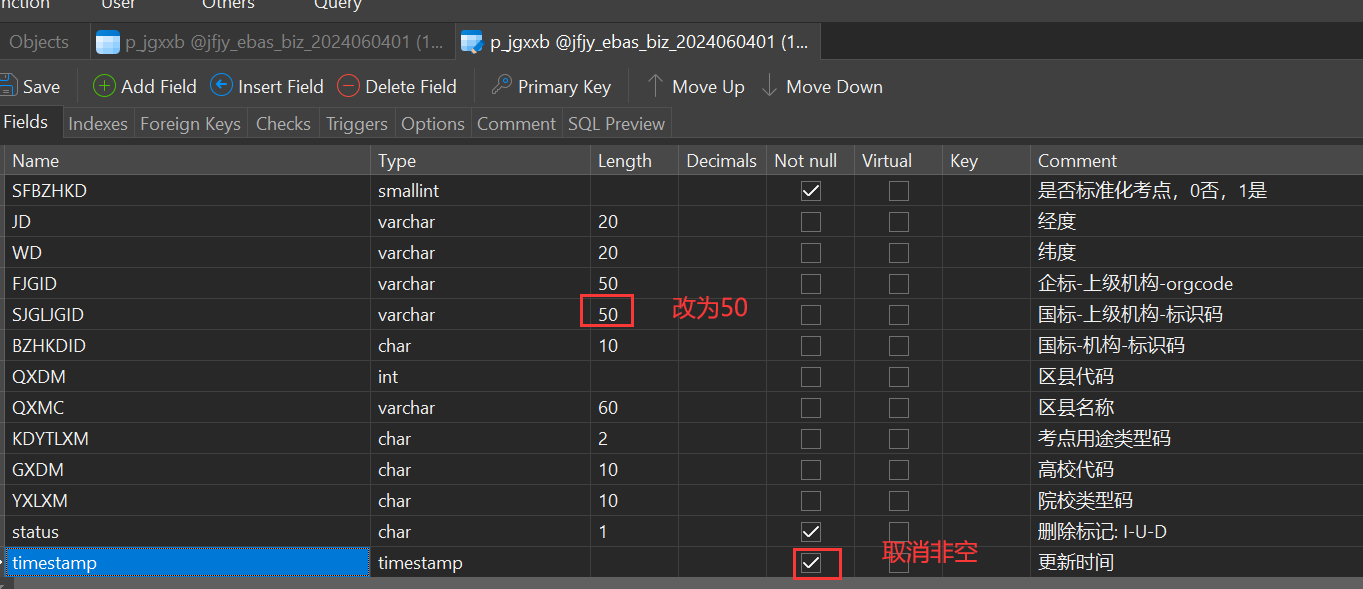 nction User Others Query
Objects p_jgxxb @jfjy_ebas_biz_2024060401 (1... p_jgxxb @jfjy_ebas_biz_2024060401 (1...
Save Add Field Insert Field Delete Field Primary Key Move Up Move Down
Fields Indexes Foreign Keys Checks Triggers Options Comment SQL Preview
Name Type Length Decimals Not null Virtual Key Comment
SFBZHKD smallint 是否标准化考点，0否，1是
JD varchar 20 经度
WD varchar 20 纬度
FJGID varchar 50 企标-上级机构-orgcode
SJGLJGID varchar 50 改为50 国标-上级机构-标识码
BZHKDID char 10 国标-机构-标识码
QXDM int 区县代码
QXMC varchar 60 区县名称
KDYTLXM char 2 考点用途类型码
GXDM char 10 高校代码
YXLXM char 10 院校类型码
status char 1 删除标记: I-U-D
timestamp timestamp 取消非空 更新时间